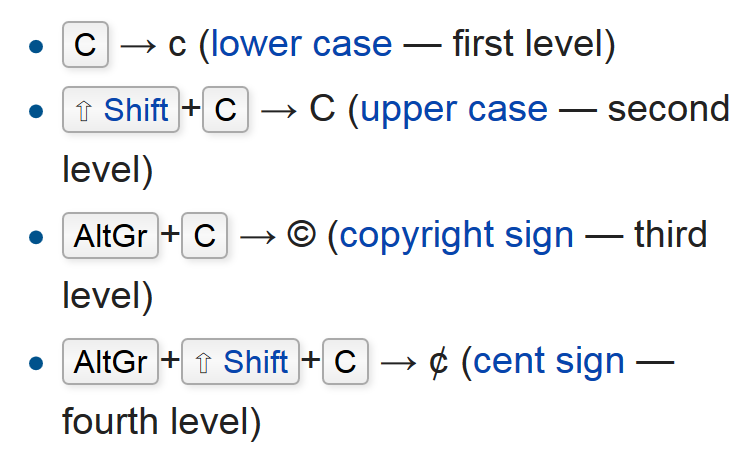 • C → c (lower case — first level)
• ⇧ Shift+C → C (upper case — second
level)
• AltGr+C → © (copyright sign — third
level)
• AltGr+⇧ Shift+C → ¢ (cent sign —
fourth level)